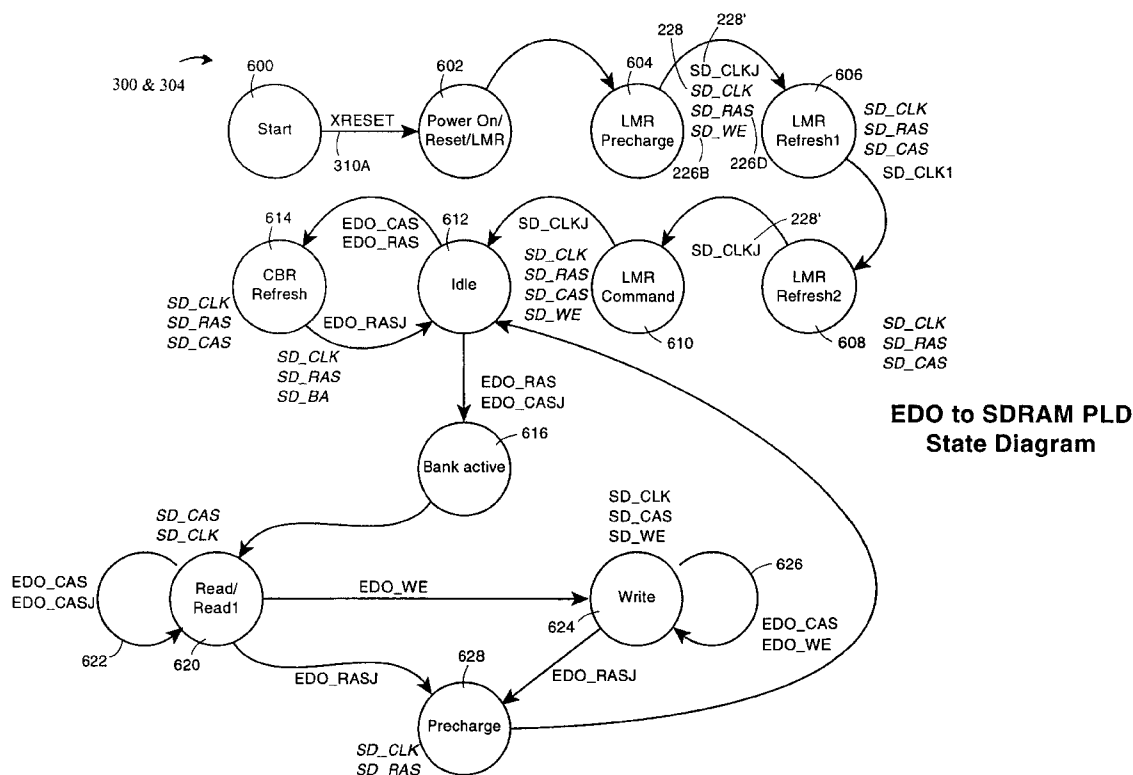 300 & 304
600
Start
XRESET
310A
602
Power On/
Reset/LMR
604
LMR
Precharge
228
228'
SD_CLKJ
SD_CLK
SD_RAS
SD_WE
226B
226D
606
LMR
Refresh1
SD_CLK
SD_RAS
SD_CAS
SD_CLK1
614
CBR
Refresh
SD_CLK
SD_RAS
SD_CAS
EDO_CAS
EDO_RAS
EDO_RASJ
SD_CLK
SD_RAS
SD_BA
612
Idle
SD_CLKJ
SD_CLK
SD_RAS
SD_CAS
SD_WE
LMR
Command
610
228'
SD_CLKJ
LMR
Refresh2
608
SD_CLK
SD_RAS
SD_CAS
EDO_RAS
EDO_CASJ
616
Bank active
EDO to SDRAM PLD
State Diagram
SD_CAS
SD_CLK
EDO_CAS
EDO_CASJ
622
Read/
Read1
620
EDO_WE
SD_CLK
SD_CAS
SD_WE
Write
624
626
EDO_CAS
EDO_WE
EDO_RASJ
EDO_RASJ
628
Precharge
SD_CLK
SD_RAS